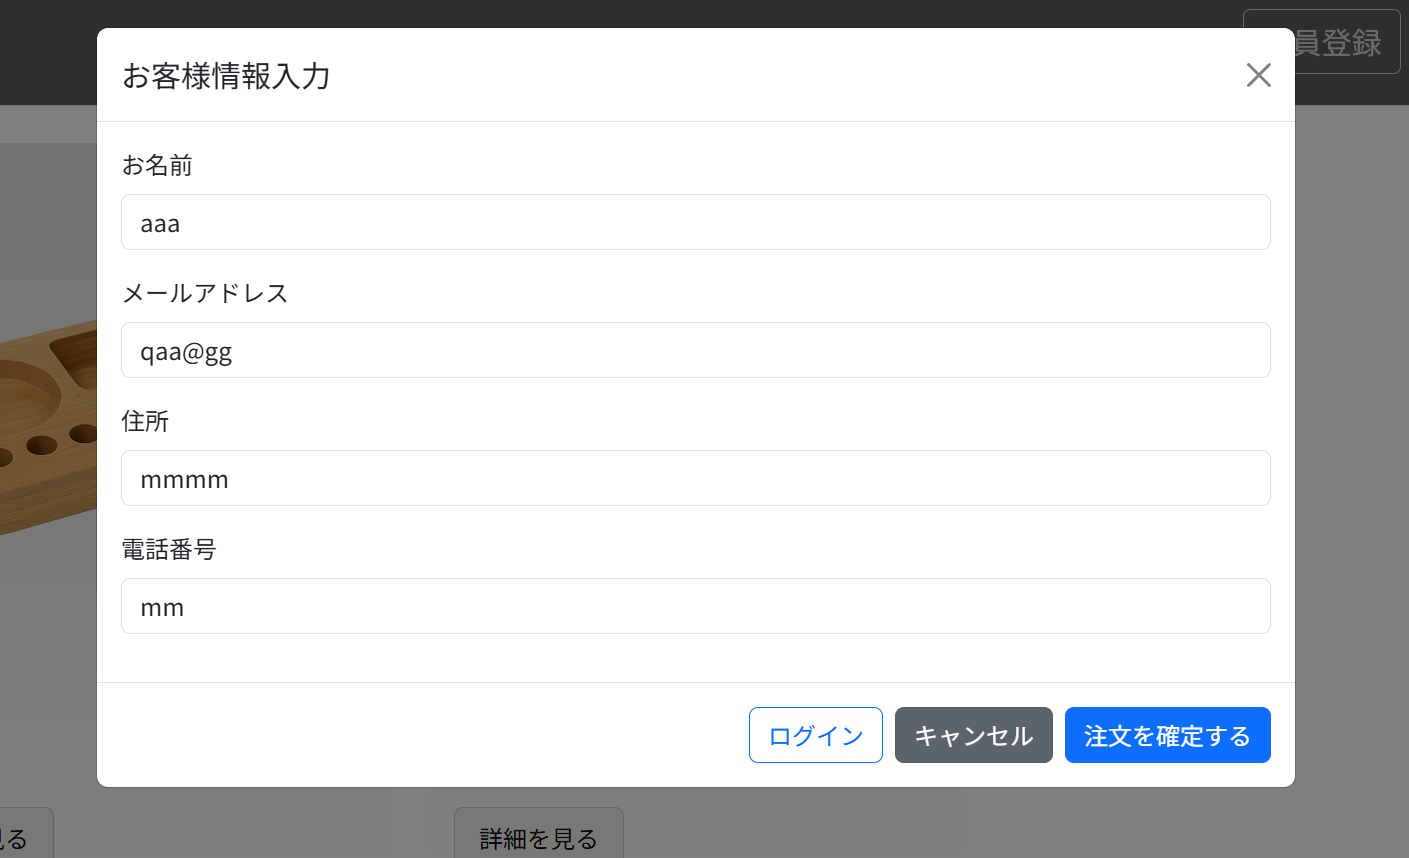 員登録
お客様情報入力
お名前
aaa
メールアドレス
qaa@gg
住所
mmmm
電話番号
mm
ログイン
キャンセル
注文を確定する
見る
詳細を見る